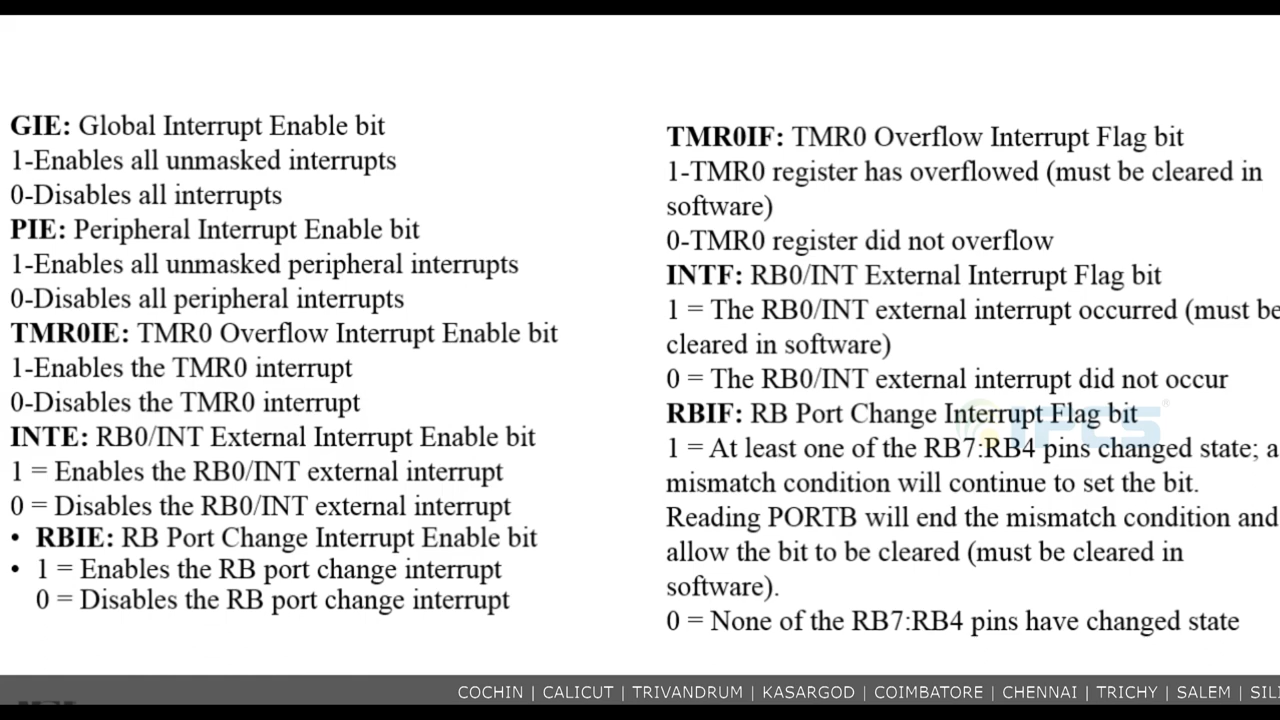 GIE: Global Interrupt Enable bit
1-Enables all unmasked interrupts
0-Disables all interrupts
PIE: Peripheral Interrupt Enable bit
1-Enables all unmasked peripheral interrupts
0-Disables all peripheral interrupts
TMR0IE: TMR0 Overflow Interrupt Enable bit
1-Enables the TMR0 interrupt
0-Disables the TMR0 interrupt
INTE: RB0/INT External Interrupt Enable bit
1 = Enables the RB0/INT external interrupt
0 = Disables the RB0/INT external interrupt
• RBIE: RB Port Change Interrupt Enable bit
• 1 = Enables the RB port change interrupt
0 = Disables the RB port change interrupt
TMR0IF: TMR0 Overflow Interrupt Flag bit
1-TMR0 register has overflowed (must be cleared in
software)
0-TMR0 register did not overflow
INTF: RB0/INT External Interrupt Flag bit
1 = The RB0/INT external interrupt occurred (must be
cleared in software)
0 = The RB0/INT external interrupt did not occur
RBIF: RB Port Change Interrupt Flag bit
1 = At least one of the RB7:RB4 pins changed state; a
mismatch condition will continue to set the bit.
Reading PORTB will end the mismatch condition and
allow the bit to be cleared (must be cleared in
software).
0 = None of the RB7:RB4 pins have changed state
IPCS
COCHIN | CALICUT | TRIVANDRUM | KASARGOD | COIMBATORE | CHENNAI | TRICHY | SALEM |